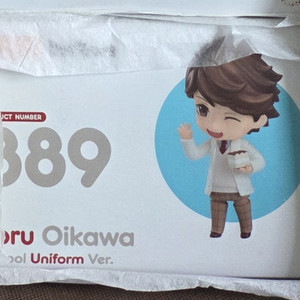 UCT NUMBER
889
oru Oikawa
ool Uniform Ver.